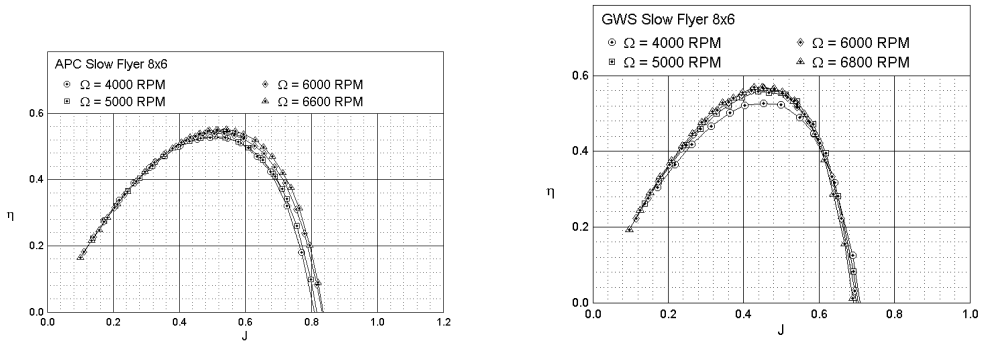 APC Slow Flyer 8x6
Ω = 4000 RPM
Ω = 6000 RPM
Ω = 5000 RPM
Ω = 6600 RPM
0.6
0.4
η
0.2
0.0
0.0 0.2 0.4 0.6 0.8 1.0 1.2
J
GWS Slow Flyer 8x6
Ω = 4000 RPM
Ω = 6000 RPM
Ω = 5000 RPM
Ω = 6800 RPM
0.6
0.4
η
0.2
0.0
0.0 0.2 0.4 0.6 0.8 1.0
J